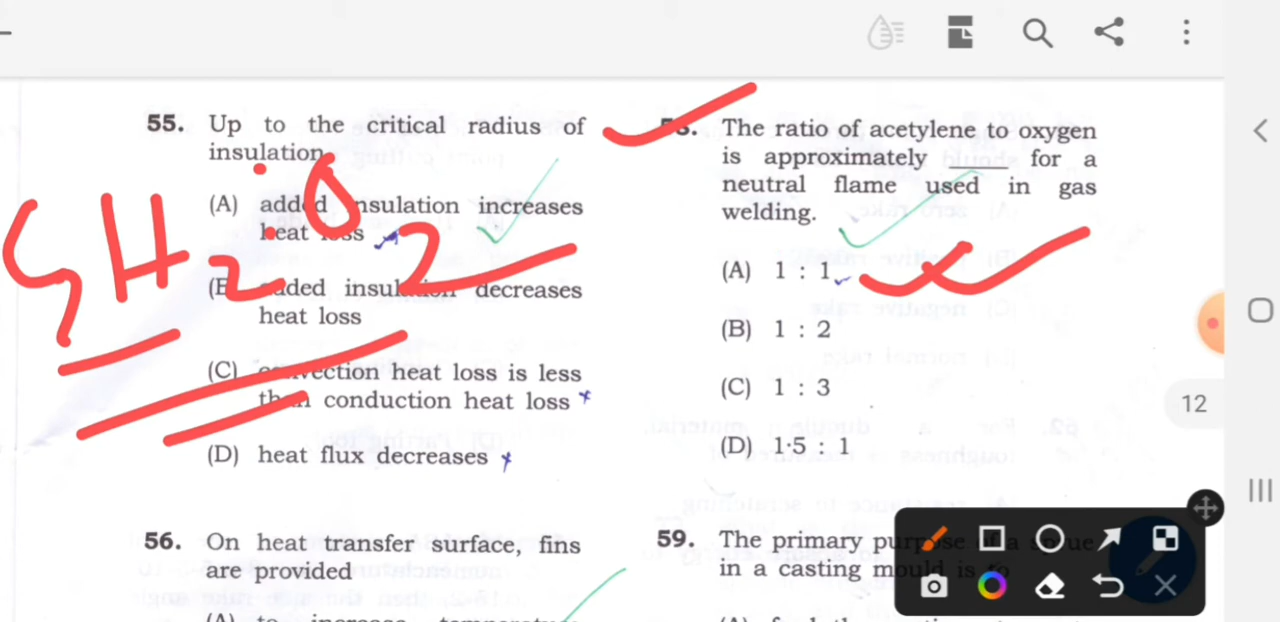 55. Up to the critical radius of
insulation
(A) added insulation increases
heat loss
(B) added insulation decreases
heat loss
(C) convection heat loss is less
than conduction heat loss
(D) heat flux decreases
56. On heat transfer surface, fins
are provided
The ratio of acetylene to oxygen
is approximately ____ for a
neutral flame used in gas
welding.
(A) 1 : 1
(B) 1 : 2
(C) 1 : 3
(D) 1·5 : 1
59. The primary purpose of a sprue
in a casting mould is to
12